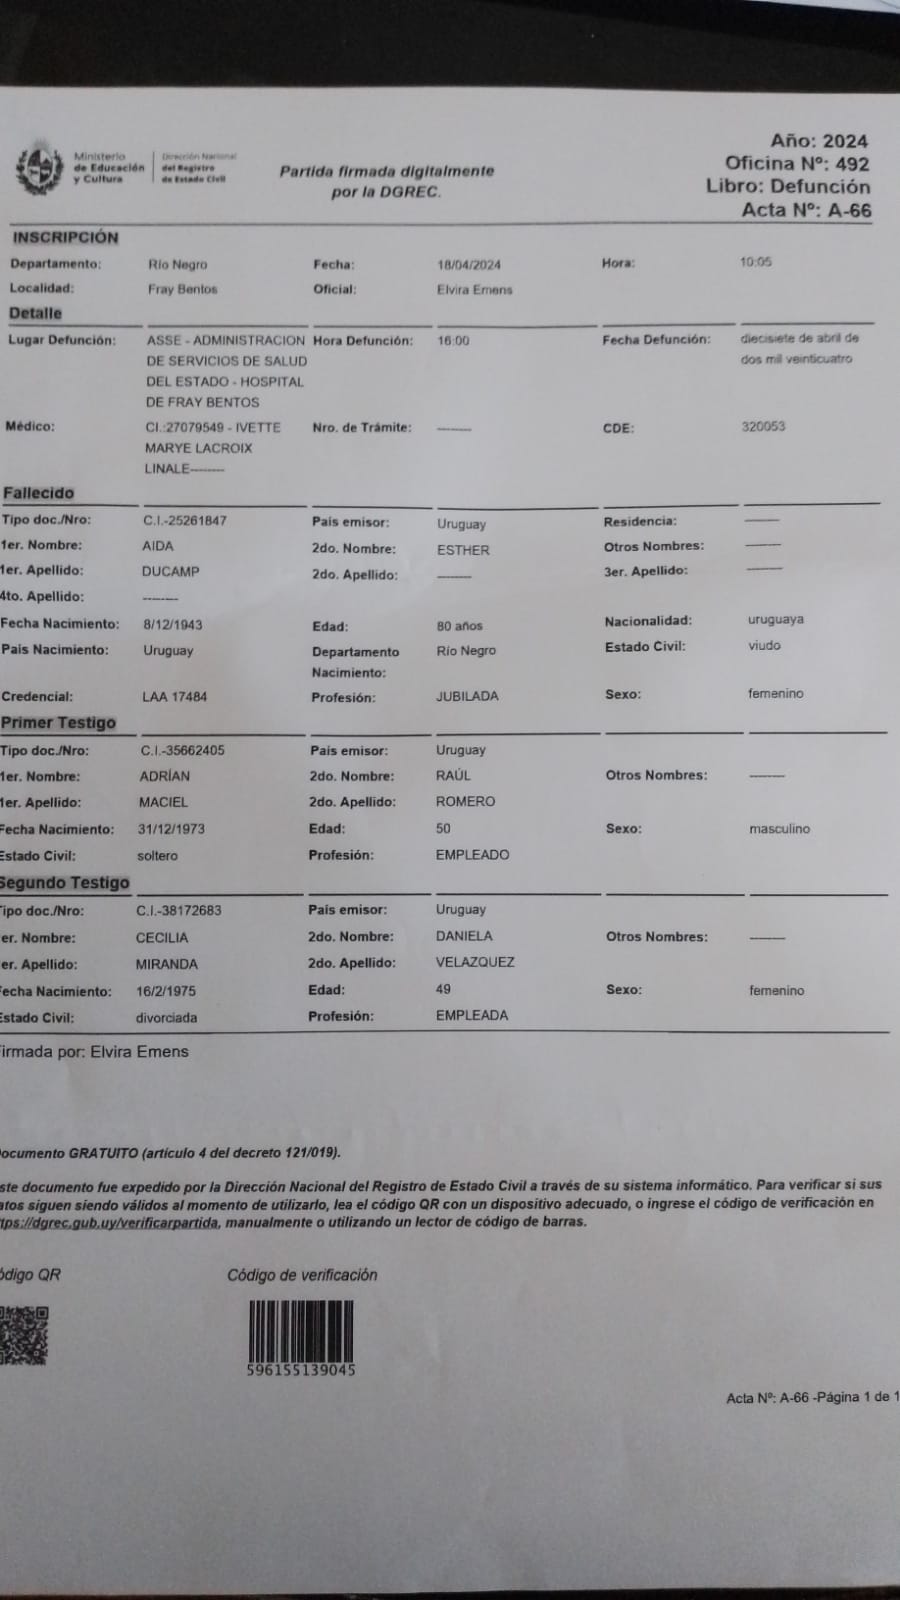 Ministerio
de Educación
y Cultura
Dirección Nacional
del Registro
de Estado Civil
Partida firmada digitalmente
por la DGREC.
Año: 2024
Oficina Nº: 492
Libro: Defunción
Acta Nº: A-66
INSCRIPCIÓN
Departamento: Río Negro Fecha: 18/04/2024 Hora: 10:05
Localidad: Fray Bentos Oficial: Elvira Emens
Detalle
Lugar Defunción: ASSE - ADMINISTRACION Hora Defunción: 16:00 Fecha Defunción: diecisiete de abril de
DE SERVICIOS DE SALUD dos mil veinticuatro
DEL ESTADO - HOSPITAL
DE FRAY BENTOS
Médico: CI.:27079549 - IVETTE Nro. de Trámite: -------- CDE: 320053
MARYE LACROIX
LINALE--------
Fallecido
Tipo doc./Nro: C.I.-25261847 País emisor: Uruguay Residencia: --------
1er. Nombre: AIDA 2do. Nombre: ESTHER Otros Nombres: --------
1er. Apellido: DUCAMP 2do. Apellido: -------- 3er. Apellido: --------
4to. Apellido: --------
Fecha Nacimiento: 8/12/1943 Edad: 80 años Nacionalidad: uruguaya
País Nacimiento: Uruguay Departamento Río Negro Estado Civil: viudo
Nacimiento:
Credencial: LAA 17484 Profesión: JUBILADA Sexo: femenino
Primer Testigo
Tipo doc./Nro: C.I.-35662405 País emisor: Uruguay
1er. Nombre: ADRÍAN 2do. Nombre: RAÚL Otros Nombres: --------
1er. Apellido: MACIEL 2do. Apellido: ROMERO
Fecha Nacimiento: 31/12/1973 Edad: 50 Sexo: masculino
Estado Civil: soltero Profesión: EMPLEADO
Segundo Testigo
Tipo doc./Nro: C.I.-38172683 País emisor: Uruguay
er. Nombre: CECILIA 2do. Nombre: DANIELA Otros Nombres: --------
er. Apellido: MIRANDA 2do. Apellido: VELAZQUEZ
Fecha Nacimiento: 16/2/1975 Edad: 49 Sexo: femenino
Estado Civil: divorciada Profesión: EMPLEADA
irmada por: Elvira Emens
ocumento GRATUITO (artículo 4 del decreto 121/019).
ste documento fue expedido por la Dirección Nacional del Registro de Estado Civil a través de su sistema informático. Para verificar si sus
atos siguen siendo válidos al momento de utilizarlo, lea el código QR con un dispositivo adecuado, o ingrese el código de verificación en
tps://dgrec.gub.uy/verificarpartida, manualmente o utilizando un lector de código de barras.
ódigo QR Código de verificación
596155139045
Acta Nº: A-66 -Página 1 de 1